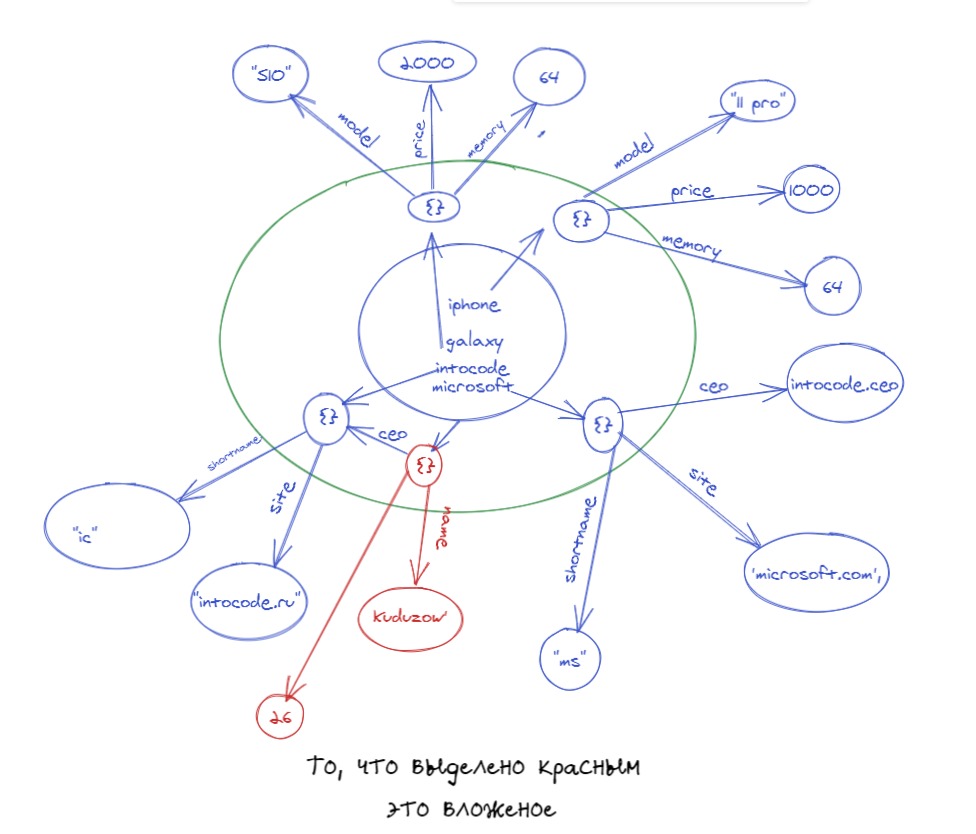 "S10"
2000
64
"11 pro"
model
price
memory
model
price
1000
{}
{}
memory
64
iphone
galaxy
intocode
microsoft
ceo
intocode.ceo
{}
{}
ceo
{}
shortname
site
name
shortname
site
"ic"
"intocode.ru"
Kuduzow'
'microsoft.com',
"ms"
26
то, что выделено красным
это вложеное